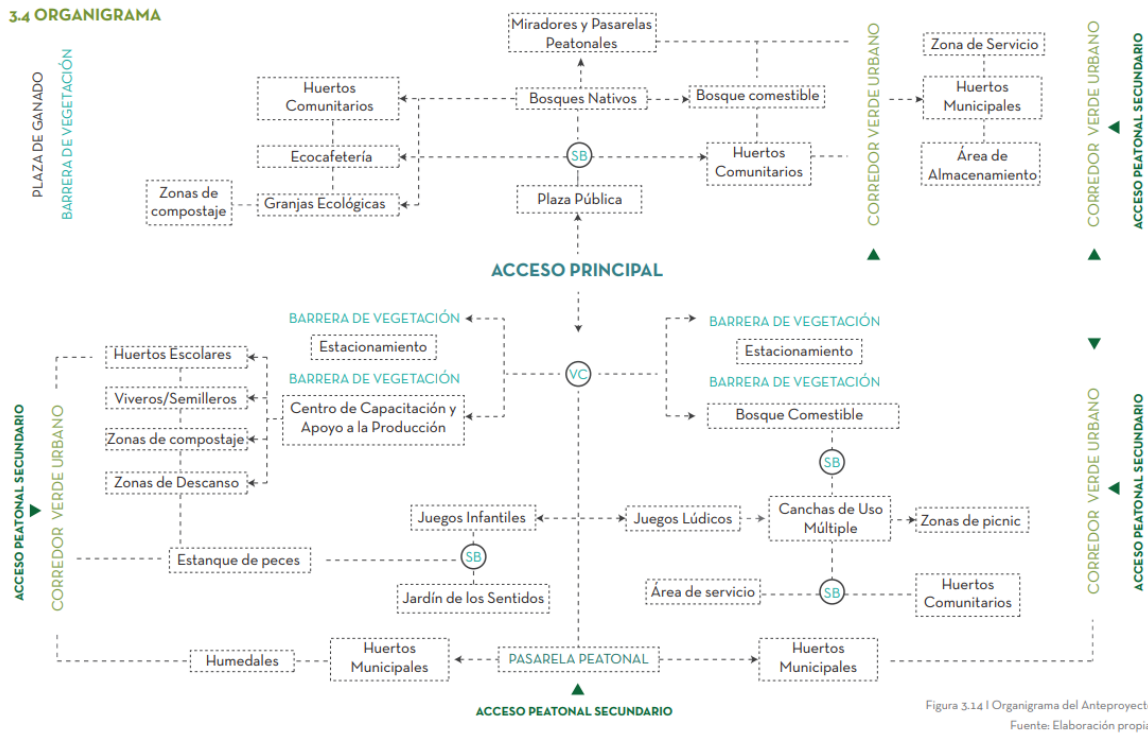 3.4 ORGANIGRAMA
PLAZA DE GANADO
BARRERA DE VEGETACIÓN
Miradores y Pasarelas
Peatonales
Huertos
Comunitarios
Bosques Nativos
Bosque comestible
Ecocafetería
SB
Huertos
Comunitarios
Zonas de
compostaje
Granjas Ecológicas
Plaza Pública
CORREDOR VERDE URBANO
Zona de Servicio
Huertos
Municipales
Área de
Almacenamiento
CORREDOR VERDE URBANO
ACCESO PEATONAL SECUNDARIO
ACCESO PRINCIPAL
BARRERA DE VEGETACIÓN
Estacionamiento
BARRERA DE VEGETACIÓN
Centro de Capacitación y
Apoyo a la Producción
VC
BARRERA DE VEGETACIÓN
Estacionamiento
BARRERA DE VEGETACIÓN
Bosque Comestible
Huertos Escolares
Viveros/Semilleros
Zonas de compostaje
Zonas de Descanso
ACCESO PEATONAL SECUNDARIO
CORREDOR VERDE URBANO
SB
Juegos Infantiles
Juegos Lúdicos
Canchas de Uso
Múltiple
Zonas de picnic
CORREDOR VERDE URBANO
ACCESO PEATONAL SECUNDARIO
Estanque de peces
SB
Jardín de los Sentidos
Área de servicio
SB
Huertos
Comunitarios
Humedales
Huertos
Municipales
PASARELA PEATONAL
Huertos
Municipales
ACCESO PEATONAL SECUNDARIO
Figura 3.14 | Organigrama del Anteproyecto
Fuente: Elaboración propia